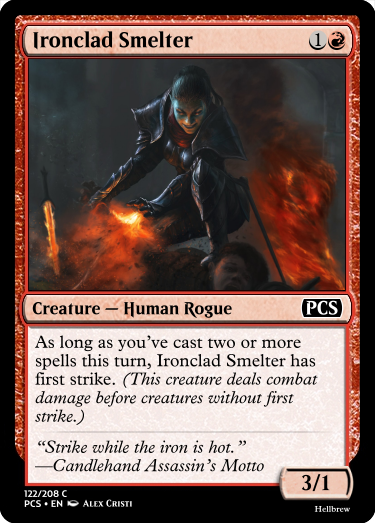 Ironclad Smelter 1
Creature — Human Rogue PCS
As long as you've cast two or more
spells this turn, Ironclad Smelter has
first strike. (This creature deals combat
damage before creatures without first
strike.)
“Strike while the iron is hot.”
—Candlehand Assassin's Motto
3/1
122/208 C
PCS • EN Alex Cristi
Hellbrew